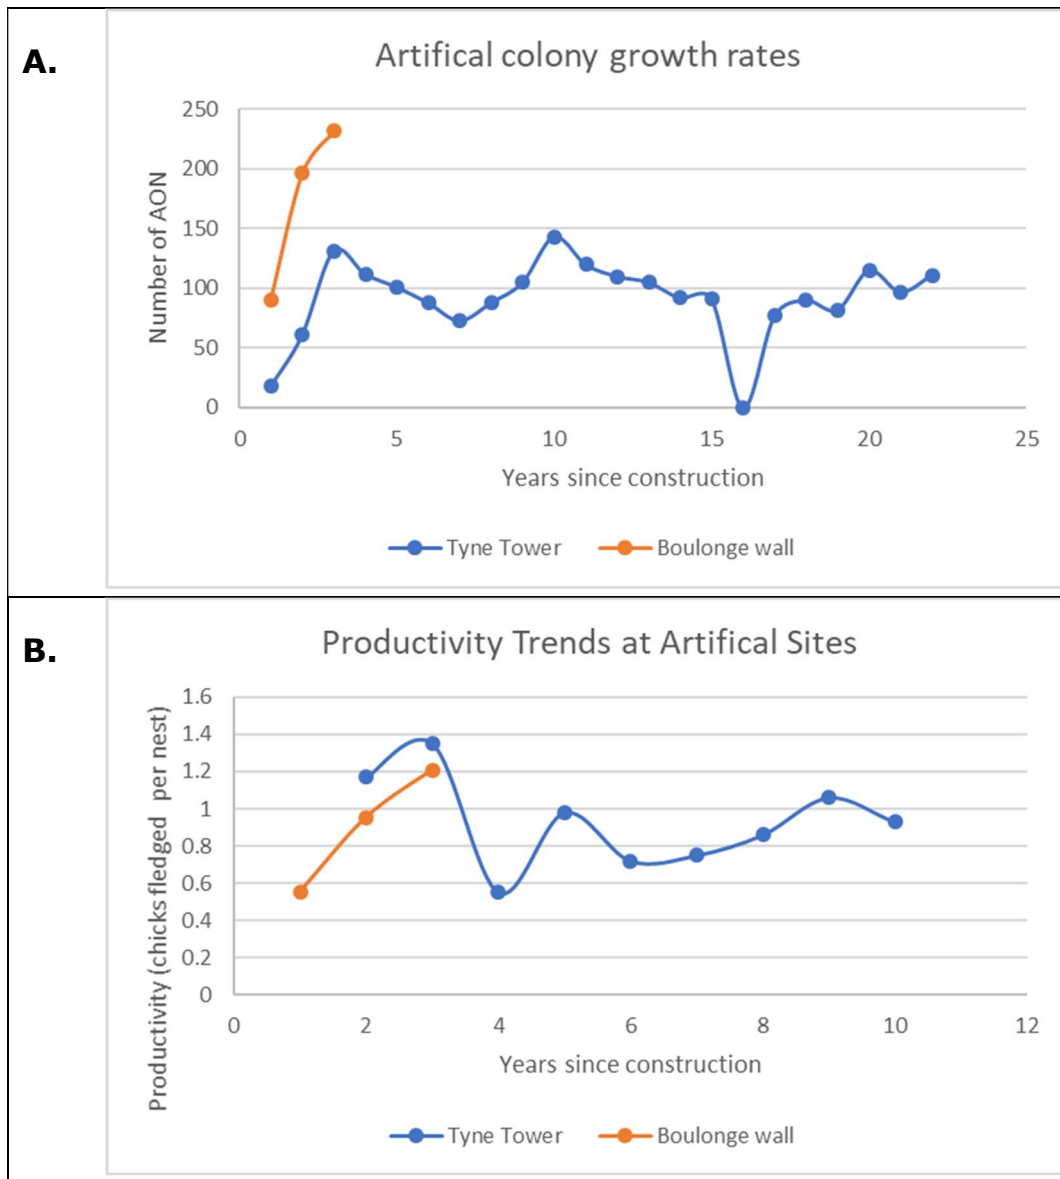 A.
Artifical colony growth rates
Number of AON
250
200
150
100
50
0
0 5 10 15 20 25
Years since construction
Tyne Tower Boulonge wall
B.
Productivity Trends at Artifical Sites
Productivity (chicks fledged per nest)
1.6
1.4
1.2
1
0.8
0.6
0.4
0.2
0
0 2 4 6 8 10 12
Years since construction
Tyne Tower Boulonge wall